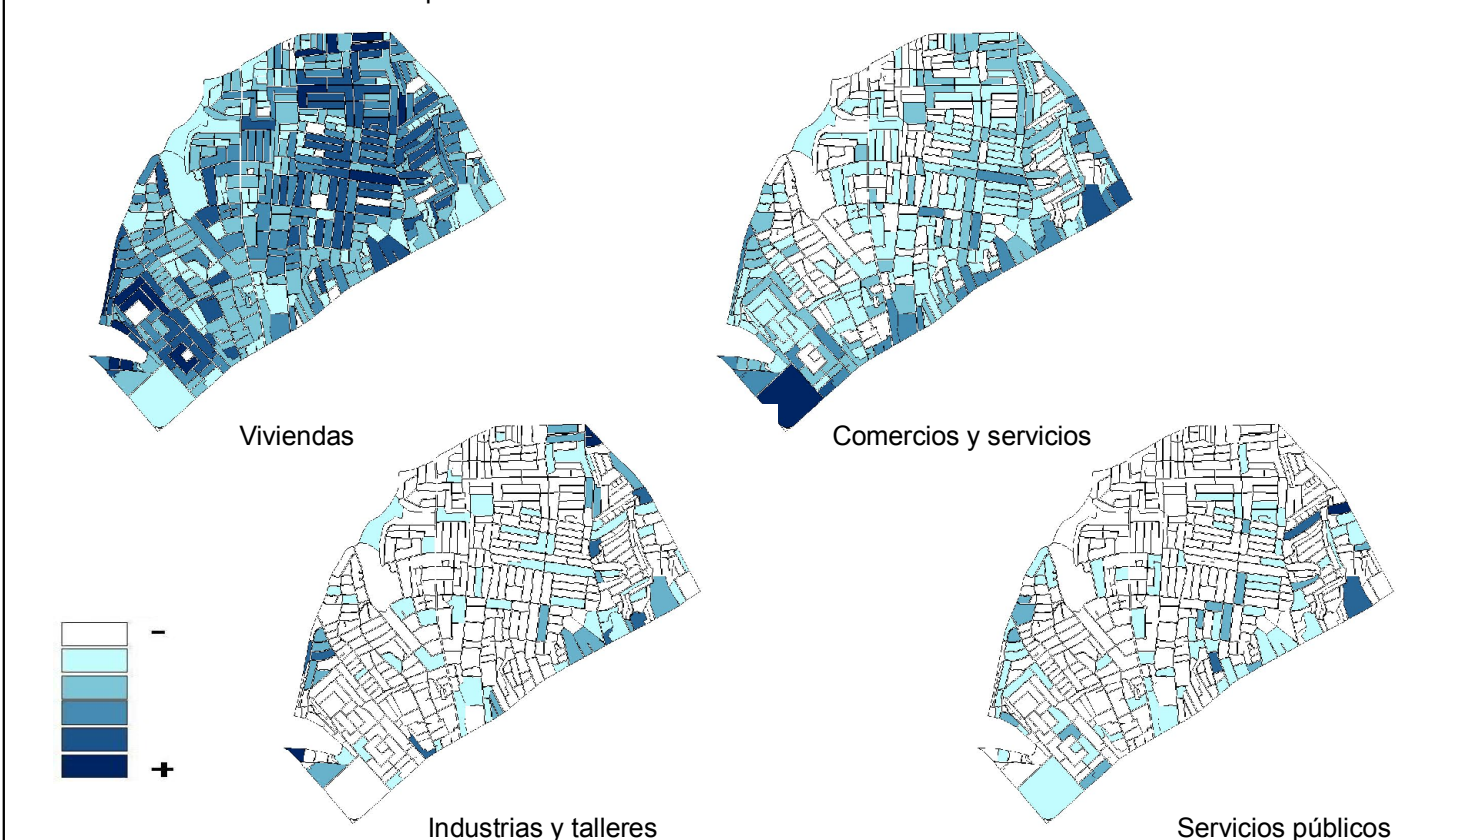 Viviendas
Comercios y servicios
-
+
Industrias y talleres
Servicios públicos